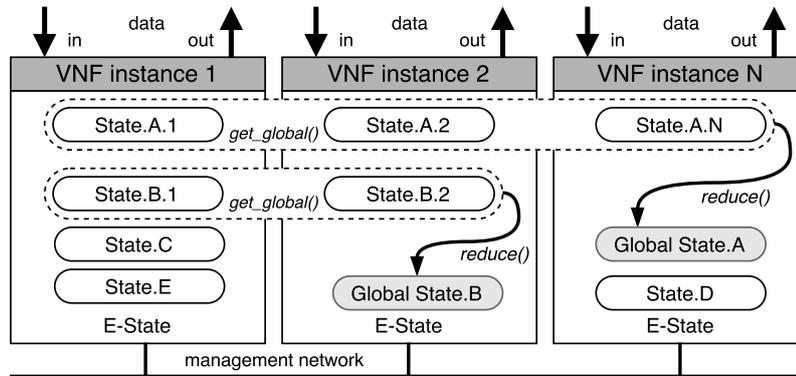 data data data
in out in out in out
VNF instance 1 VNF instance 2 VNF instance N
State.A.1 get_global() State.A.2 State.A.N
State.B.1 get_global() State.B.2 reduce()
State.C reduce() Global State.A
State.E Global State.B State.D
E-State E-State E-State
management network